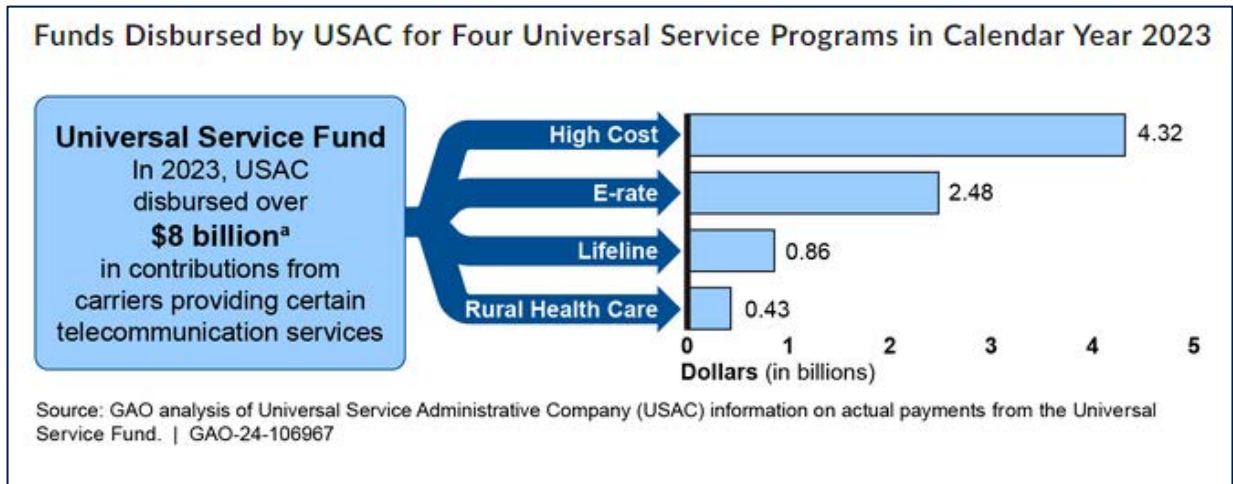 Funds Disbursed by USAC for Four Universal Service Programs in Calendar Year 2023
Universal Service Fund
In 2023, USAC
disbursed over
$8 billionᵃ
in contributions from
carriers providing certain
telecommunication services
High Cost
4.32
E-rate
2.48
Lifeline
0.86
Rural Health Care
0.43
0 1 2 3 4 5
Dollars (in billions)
Source: GAO analysis of Universal Service Administrative Company (USAC) information on actual payments from the Universal
Service Fund. | GAO-24-106967